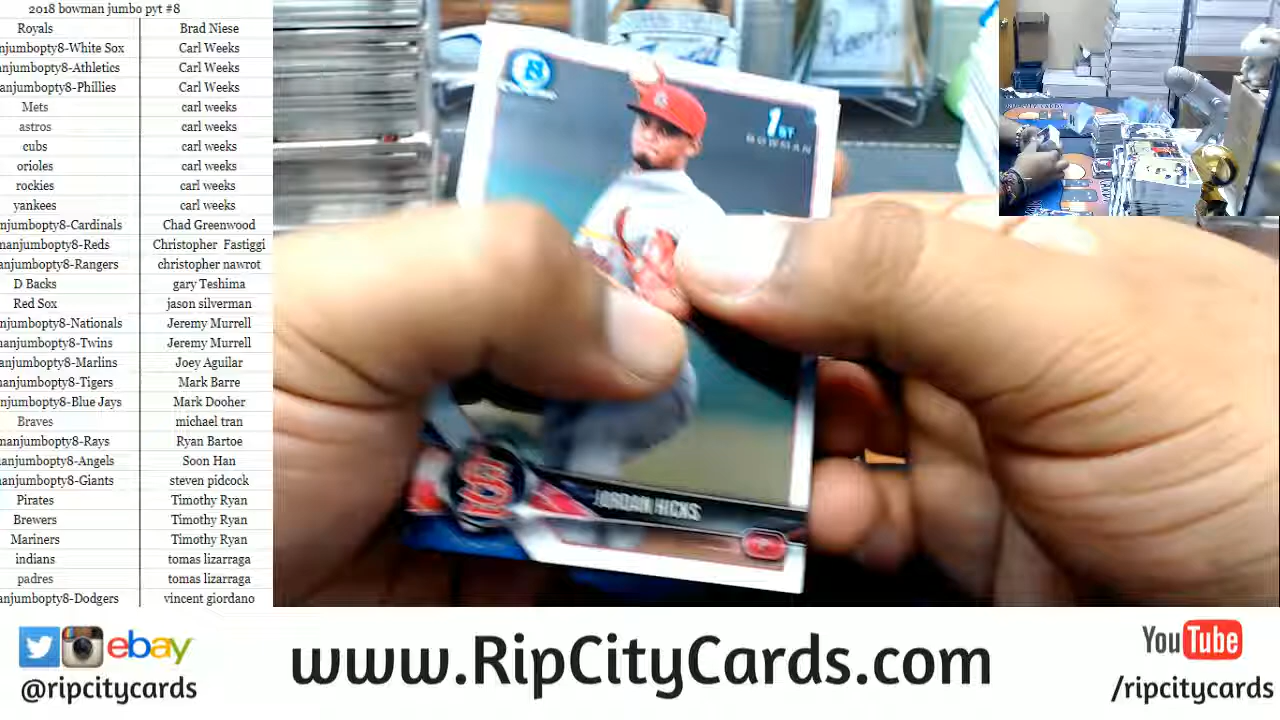 2018 bowman jumbo pyt #8
Royals Brad Niese
anjumbopty8-White Sox Carl Weeks
anjumbopty8-Athletics Carl Weeks
anjumbopty8-Phillies Carl Weeks
Mets carl weeks
astros carl weeks
cubs carl weeks
orioles carl weeks
rockies carl weeks
yankees carl weeks
anjumbopty8-Cardinals Chad Greenwood
manjumbopty8-Reds Christopher Fastiggi
anjumbopty8-Rangers christopher nawrot
D Backs gary Teshima
Red Sox jason silverman
njumbopty8-Nationals Jeremy Murrell
manjumbopty8-Twins Jeremy Murrell
anjumbopty8-Marlins Joey Aguilar
manjumbopty8-Tigers Mark Barre
njumbopty8-Blue Jays Mark Dooher
Braves michael tran
manjumbopty8-Rays Ryan Bartoe
anjumbopty8-Angels Soon Han
anjumbopty8-Giants steven pidcock
Pirates Timothy Ryan
Brewers Timothy Ryan
Mariners Timothy Ryan
indians tomas lizarraga
padres tomas lizarraga
anjumbopty8-Dodgers vincent giordano
B
1ST
BOWMAN
JORDAN HICKS
P
ebay
@ripcitycards
www.RipCityCards.com
YouTube
/ripcitycards